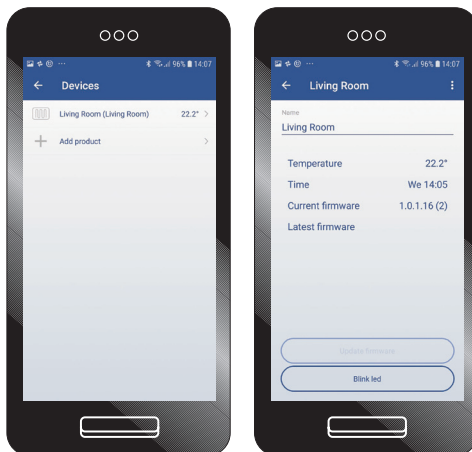 96% 14:07
Devices
Living Room (Living Room) 22.2°
Add product
96% 14:07
Living Room
Name
Living Room
Temperature 22.2°
Time We 14:05
Current firmware 1.0.1.16 (2)
Latest firmware
Update firmware
Blink led